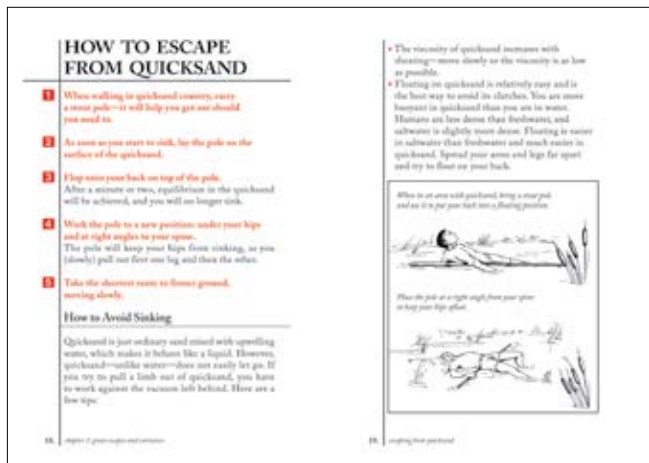 HOW TO ESCAPE
FROM QUICKSAND
1 When walking in quicksand country, carry
a stout pole—it will help you get out should
you need to.
2 As soon as you start to sink, lay the pole on the
surface of the quicksand.
3 Flop onto your back on top of the pole.
After a minute or two, equilibrium in the quicksand
will be achieved, and you will no longer sink.
4 Work the pole to a new position: under your hips
and at right angles to your spine.
The pole will keep your hips from sinking, as you
(slowly) pull out first one leg and then the other.
5 Take the shortest route to firmer ground,
moving slowly.
How to Avoid Sinking
Quicksand is just ordinary sand mixed with upwelling
water, which makes it behave like a liquid. However,
quicksand—unlike water—does not easily let go. If
you try to pull a limb out of quicksand, you have
to work against the vacuum left behind. Here are a
few tips:
18. chapter 1: great escapes and entrances
• The viscosity of quicksand increases with
shearing—move slowly so the viscosity is as low
as possible.
• Floating on quicksand is relatively easy and is
the best way to avoid its clutches. You are more
buoyant in quicksand than you are in water.
Humans are less dense than freshwater, and
saltwater is slightly more dense. Floating is easier
in saltwater than freshwater and much easier in
quicksand. Spread your arms and legs far apart
and try to float on your back.
When in an area with quicksand, bring a stout pole
and use it to put your back into a floating position.
Place the pole at a right angle from your spine
to keep your hips afloat.
19. escaping from quicksand